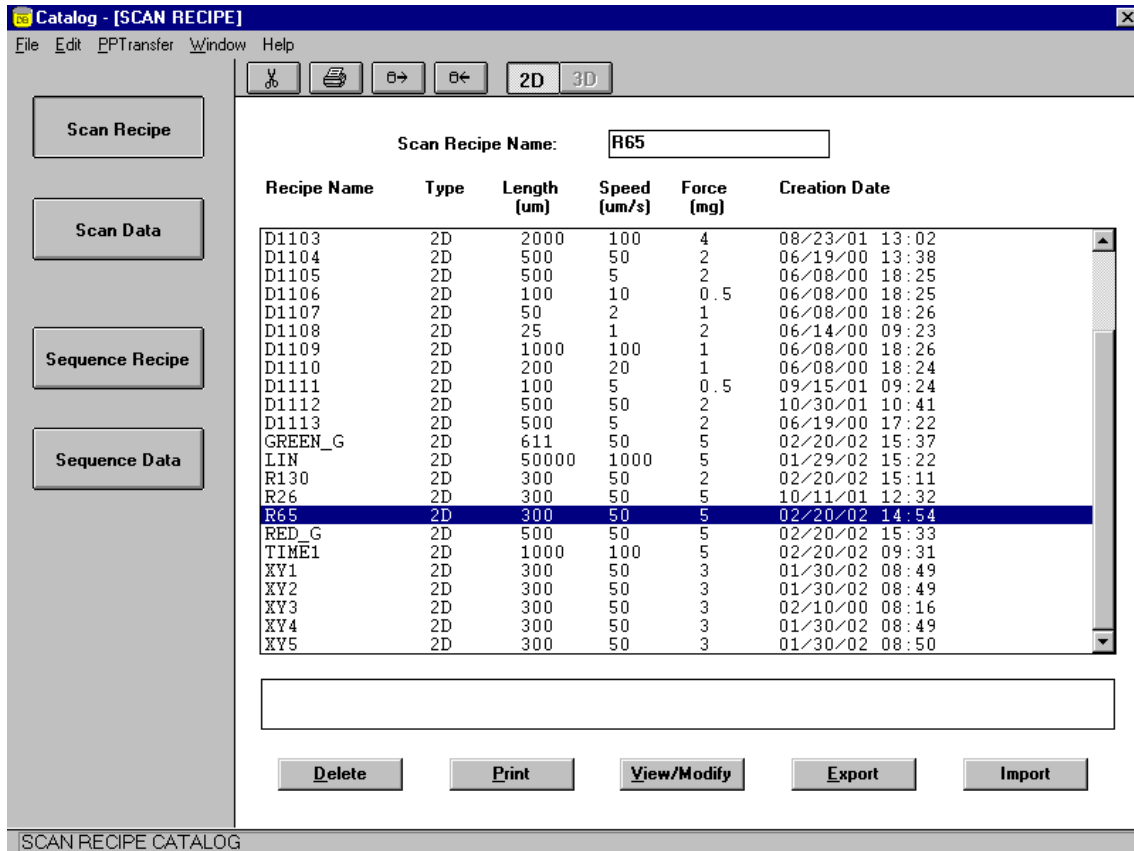 Catalog - [SCAN RECIPE]
File Edit PPTransfer Window Help
2D 3D
Scan Recipe
Scan Data
Sequence Recipe
Sequence Data
Scan Recipe Name: R65
Recipe Name Type Length (um) Speed (um/s) Force (mg) Creation Date
D1103 2D 2000 100 4 08/23/01 13:02
D1104 2D 500 50 2 06/19/00 13:38
D1105 2D 500 5 2 06/08/00 18:25
D1106 2D 100 10 0.5 06/08/00 18:25
D1107 2D 50 2 1 06/08/00 18:26
D1108 2D 25 1 2 06/14/00 09:23
D1109 2D 1000 100 1 06/08/00 18:26
D1110 2D 200 20 1 06/08/00 18:24
D1111 2D 100 5 0.5 09/15/01 09:24
D1112 2D 500 50 2 10/30/01 10:41
D1113 2D 500 5 2 06/19/00 17:22
GREEN_G 2D 611 50 5 02/20/02 15:37
LIN 2D 50000 1000 5 01/29/02 15:22
R130 2D 300 50 2 02/20/02 15:11
R26 2D 300 50 5 10/11/01 12:32
R65 2D 300 50 5 02/20/02 14:54
RED_G 2D 500 50 5 02/20/02 15:33
TIME1 2D 1000 100 5 02/20/02 09:31
XY1 2D 300 50 3 01/30/02 08:49
XY2 2D 300 50 3 01/30/02 08:49
XY3 2D 300 50 3 02/10/00 08:16
XY4 2D 300 50 3 01/30/02 08:49
XY5 2D 300 50 3 01/30/02 08:50
Delete Print View/Modify Export Import
SCAN RECIPE CATALOG